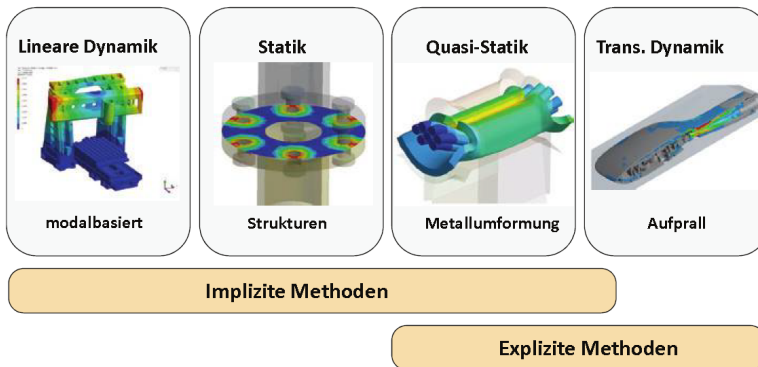 Lineare Dynamik
Statik
Quasi-Statik
Trans. Dynamik
modalbasiert
Strukturen
Metallumformung
Aufprall
Implizite Methoden
Explizite Methoden